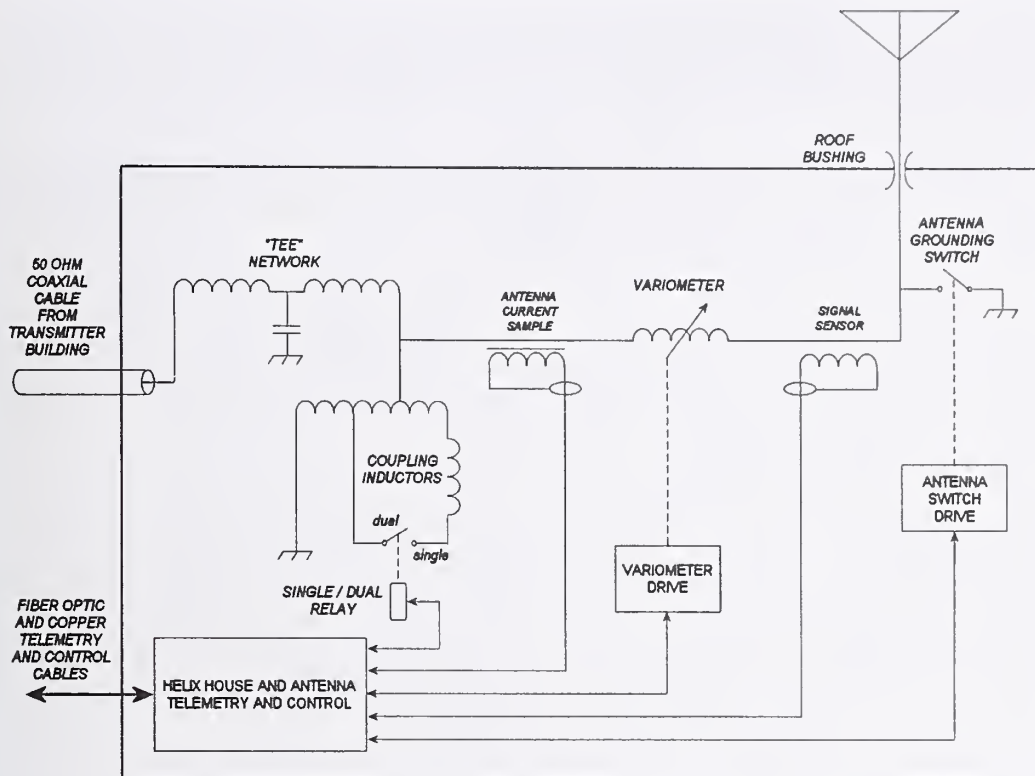 ROOF
BUSHING
ANTENNA
GROUNDING
SWITCH
"TEE"
NETWORK
50 OHM
COAXIAL
CABLE
FROM
TRANSMITTER
BUILDING
ANTENNA
CURRENT
SAMPLE
VARIOMETER
SIGNAL
SENSOR
COUPLING
INDUCTORS
dual
single
SINGLE / DUAL
RELAY
VARIOMETER
DRIVE
ANTENNA
SWITCH
DRIVE
FIBER OPTIC
AND COPPER
TELEMETRY
AND CONTROL
CABLES
HELIX HOUSE AND ANTENNA
TELEMETRY AND CONTROL